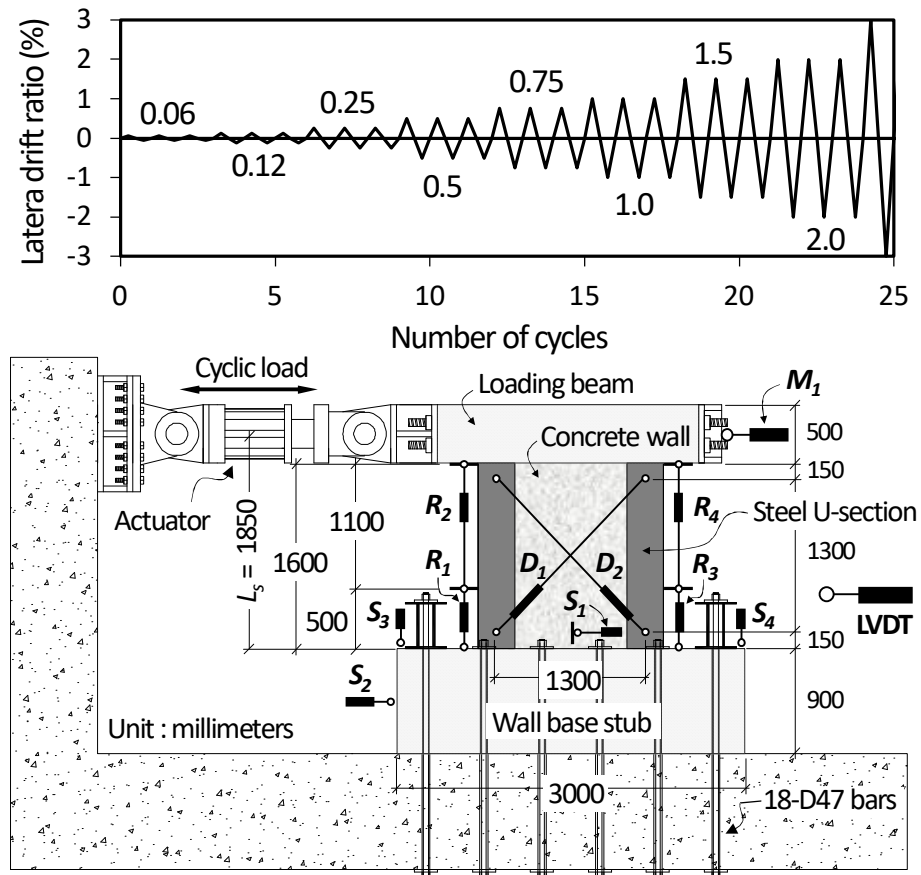 Latera drift ratio (%)
3
2
1
0
-1
-2
-3
0.06
0.12
0.25
0.5
0.75
1.0
1.5
2.0
0
5
10
15
20
25
Number of cycles
Cyclic load
Loading beam
M1
500
Concrete wall
150
Actuator
R2
R4
Steel U-section
Ls = 1850
1600
1100
1300
R1
D1
D2
R3
S3
S1
S4
LVDT
500
150
1300
S2
900
Unit : millimeters
Wall base stub
3000
18-D47 bars